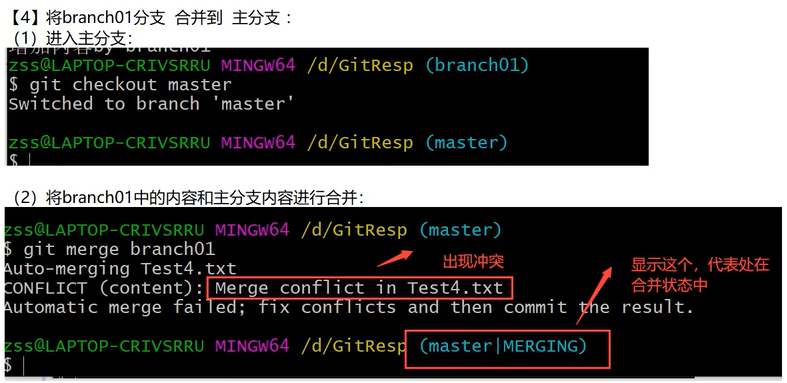 【4】将branch01分支 合并到 主分支：
（1）进入主分支：
增加内容by branch01
zss@LAPTOP-CRIVSRRU MINGW64 /d/GitResp (branch01)
$ git checkout master
Switched to branch 'master'
zss@LAPTOP-CRIVSRRU MINGW64 /d/GitResp (master)
$
（2）将branch01中的内容和主分支内容进行合并：
zss@LAPTOP-CRIVSRRU MINGW64 /d/GitResp (master)
$ git merge branch01
Auto-merging Test4.txt
出现冲突
CONFLICT (content): Merge conflict in Test4.txt
Automatic merge failed; fix conflicts and then commit the result.
显示这个，代表处在
合并状态中
zss@LAPTOP-CRIVSRRU MINGW64 /d/GitResp (master|MERGING)
$